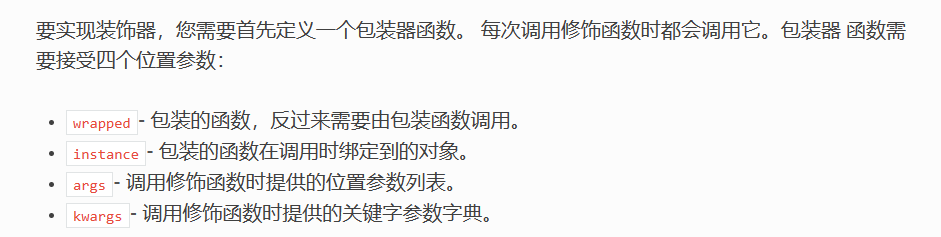 要实现装饰器，您需要首先定义一个包装器函数。 每次调用修饰函数时都会调用它。包装器 函数需
要接受四个位置参数：
• wrapped - 包装的函数，反过来需要由包装函数调用。
• instance - 包装的函数在调用时绑定到的对象。
• args - 调用修饰函数时提供的位置参数列表。
• kwargs - 调用修饰函数时提供的关键字参数字典。